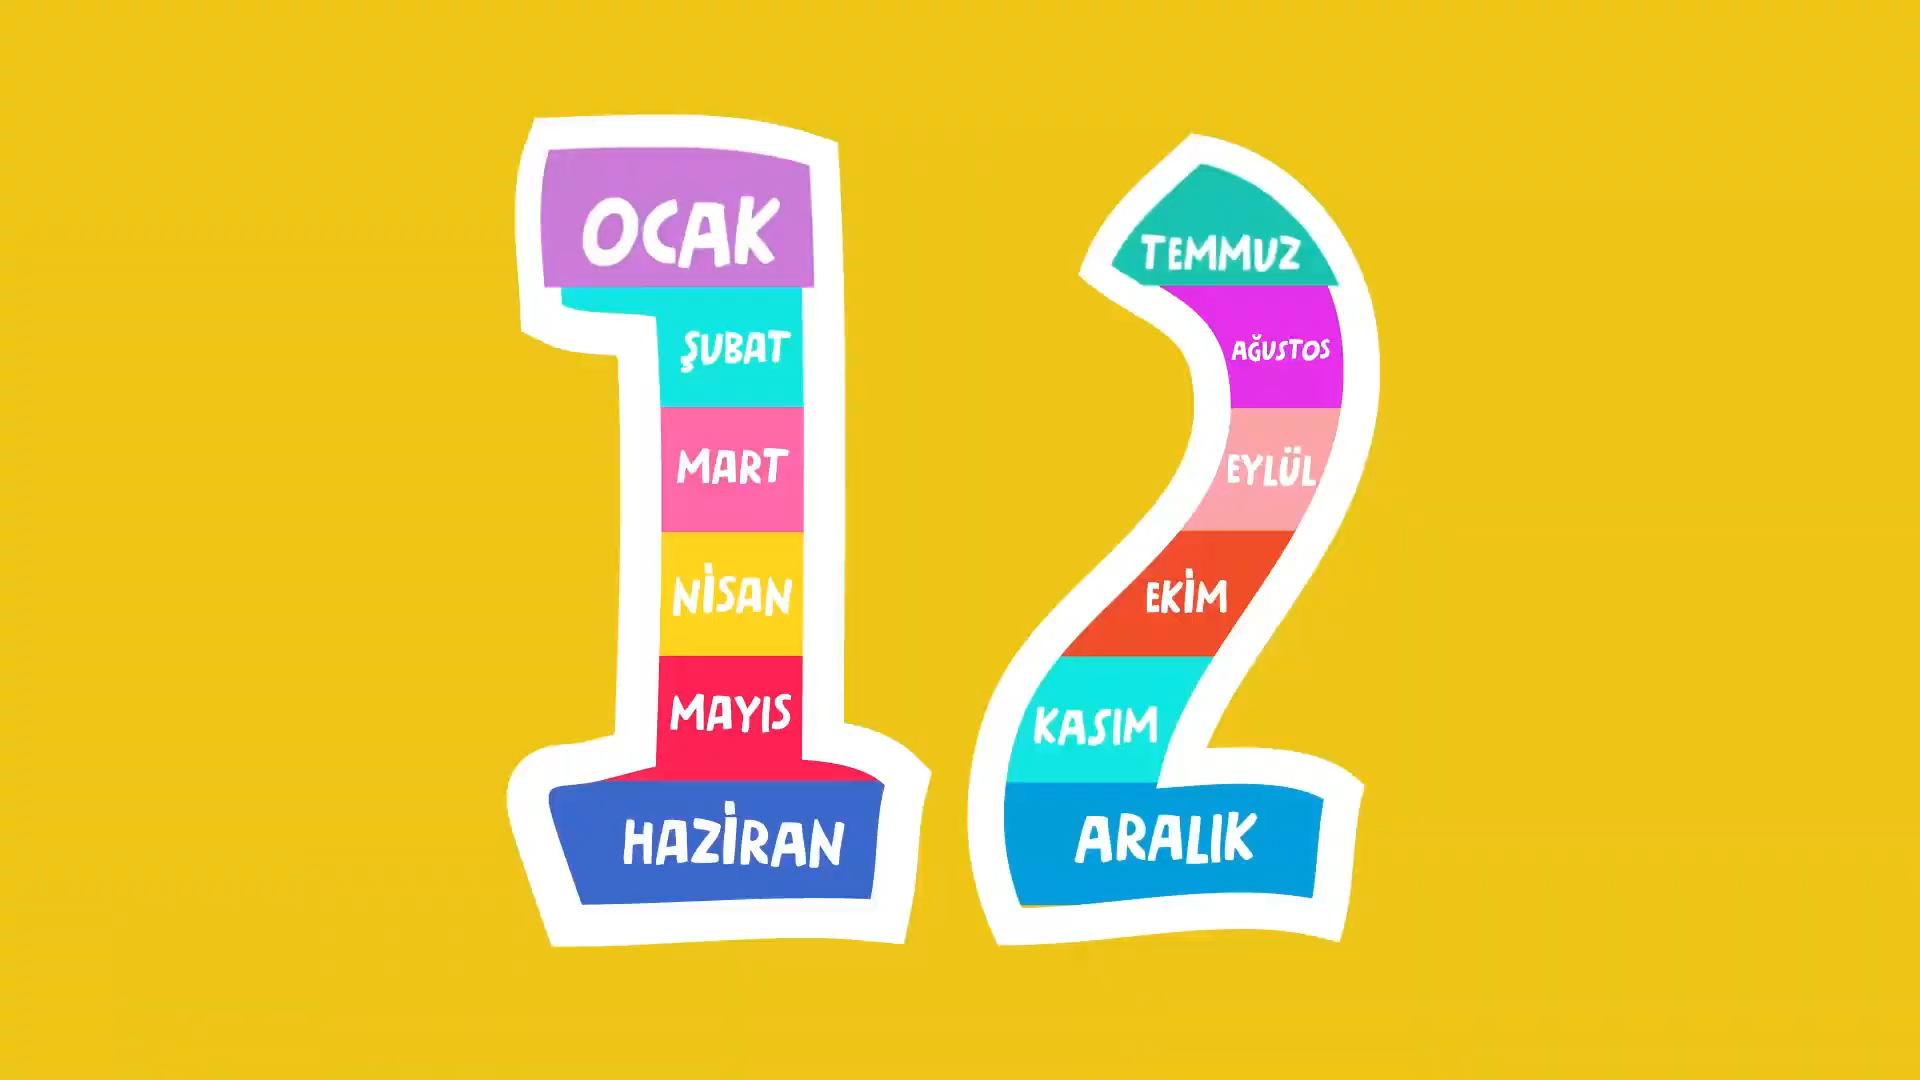 OCAK
ŞUBAT
MART
NİSAN
MAYIS
HAZİRAN
TEMMUZ
AĞUSTOS
EYLÜL
EKİM
KASIM
ARALIK